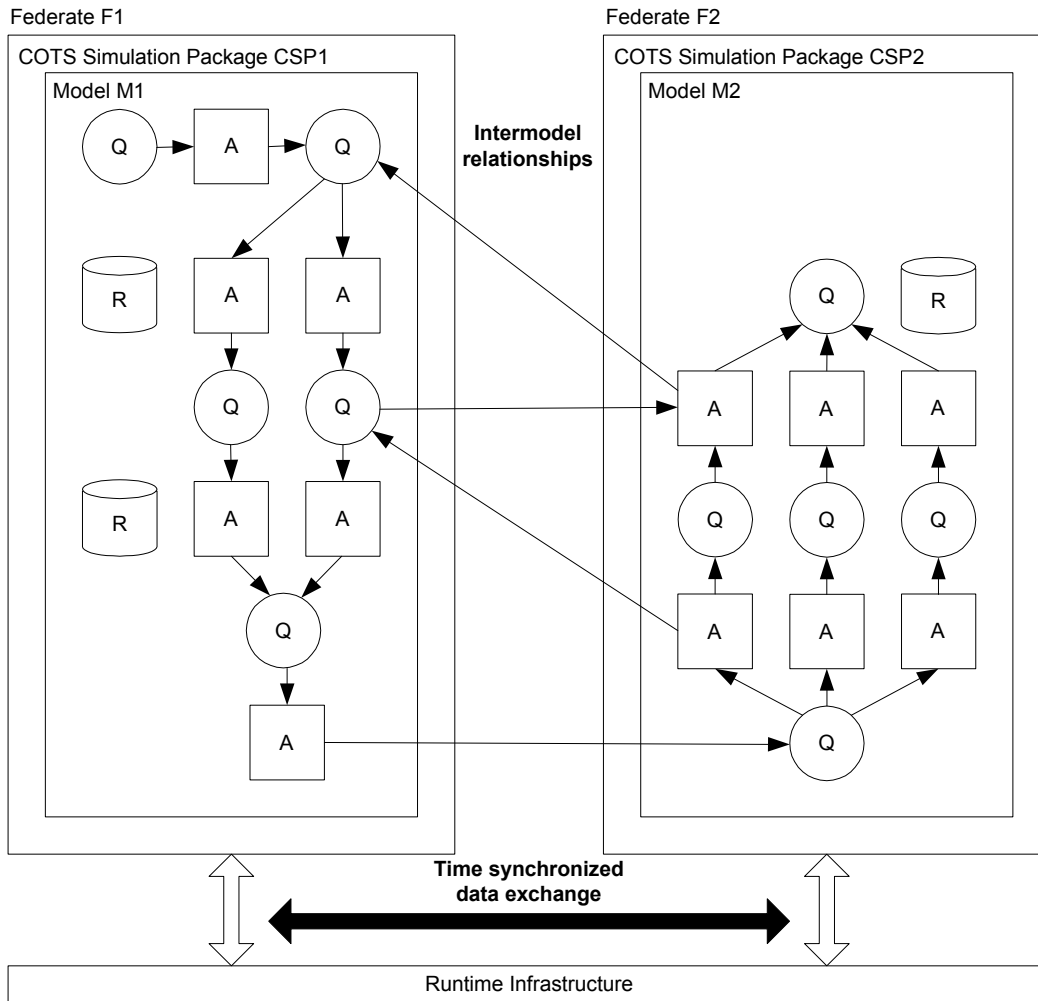 Federate F1
Federate F2
COTS Simulation Package CSP1
COTS Simulation Package CSP2
Model M1
Model M2
Intermodel
relationships
Q A Q
R A A Q R
Q Q A A A
R A A Q Q Q
Q A A A
A Q
Time synchronized
data exchange
Runtime Infrastructure